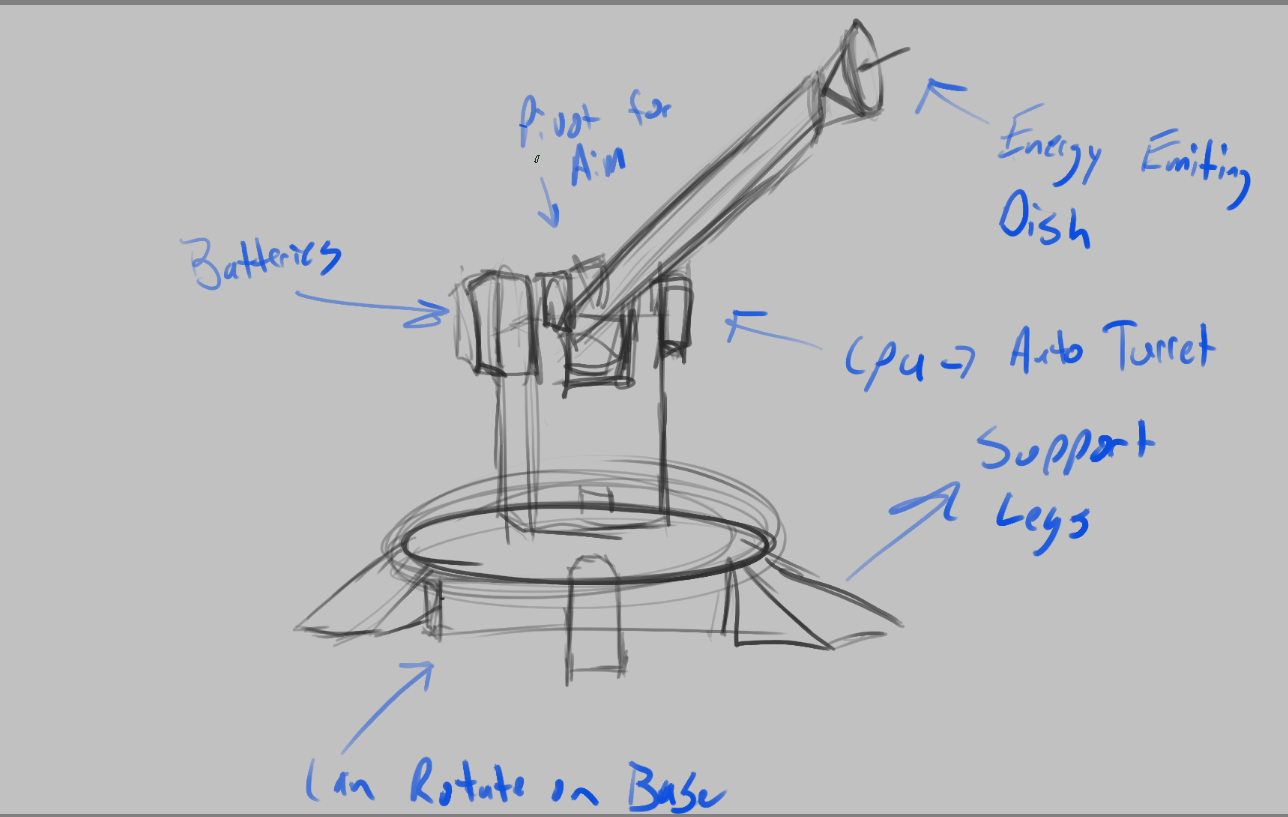 Pivot for
Aim
Energy Emiting
Dish
Batteries
Cpu → Auto Turret
Support
Legs
Can Rotate on Base